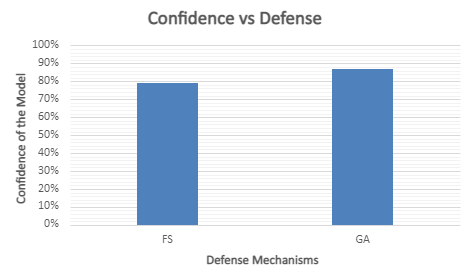 Confidence vs Defense
Confidence of the Model
100%
90%
80%
70%
60%
50%
40%
30%
20%
10%
0%
FS GA
Defense Mechanisms